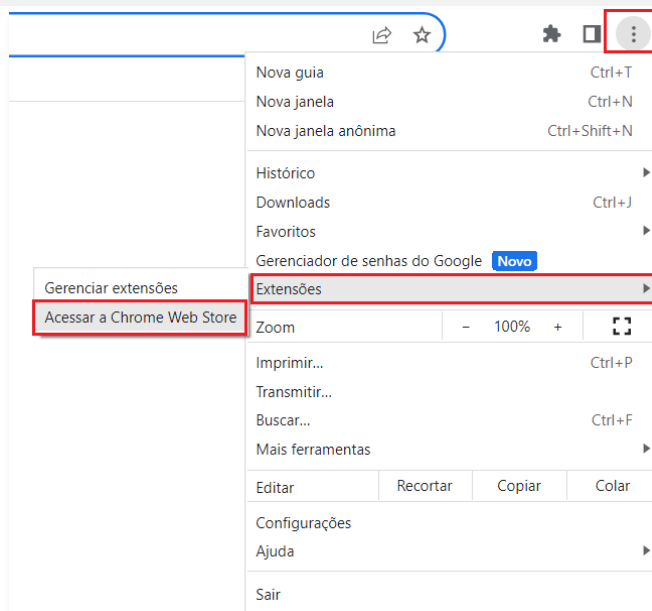 Nova guia Ctrl+T
Nova janela Ctrl+N
Nova janela anônima Ctrl+Shift+N
Histórico
Downloads Ctrl+J
Favoritos
Gerenciador de senhas do Google Novo
Gerenciar extensões
Extensões
Acessar a Chrome Web Store
Zoom - 100% +
Imprimir... Ctrl+P
Transmitir...
Buscar... Ctrl+F
Mais ferramentas
Editar Recortar Copiar Colar
Configurações
Ajuda
Sair